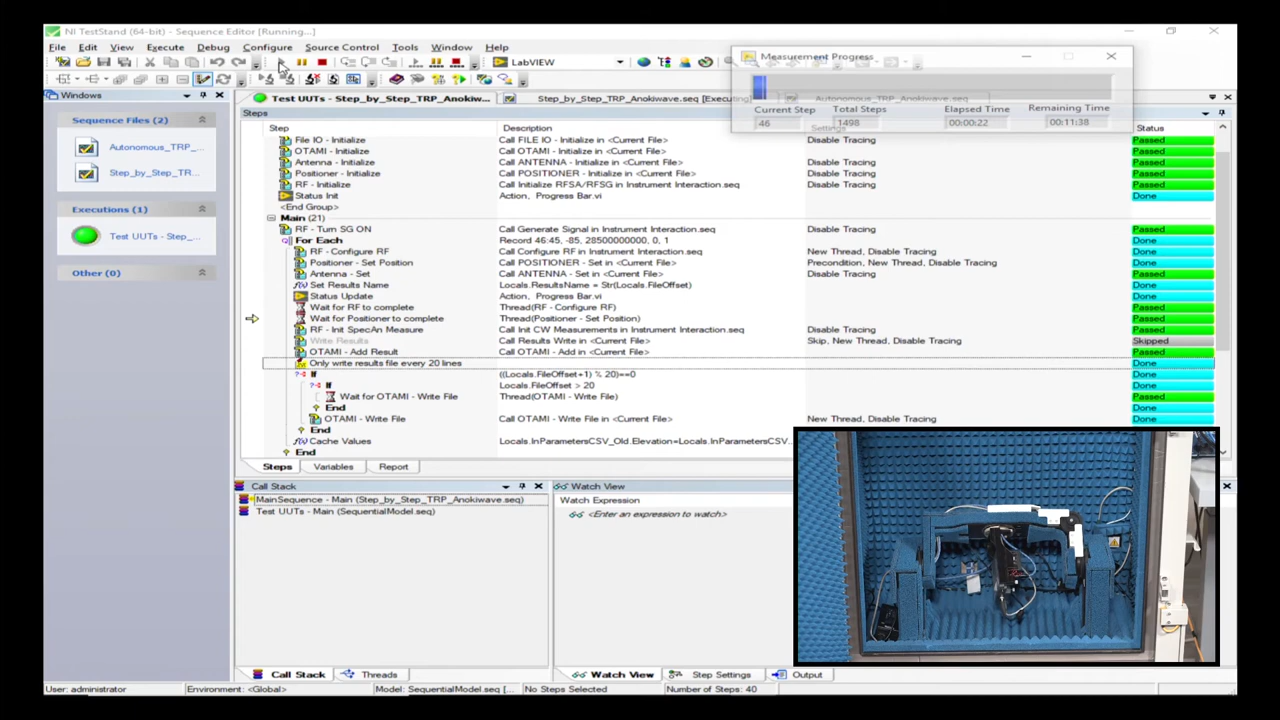 NI TestStand (64-bit) - Sequence Editor [Running...]
File Edit View Execute Debug Configure Source Control Tools Window Help
LabVIEW
Measurement Progress
Current Step Total Steps Elapsed Time Remaining Time
46 1498 00:00:22 00:11:38
Windows
Sequence Files (2)
Autonomous_TRP_...
Step_by_Step_TR...
Executions (1)
Test UUTs - Step_...
Other (0)
Test UUTs - Step_by_Step_TRP_Anokiw... Step_by_Step_TRP_Anokiwave.seq [Executing] Autonomous_TRP_Anokiwave.seq
Steps
Step Description Settings Status
File IO - Initialize Call FILE IO - Initialize in <Current File> Disable Tracing Passed
OTAMI - Initialize Call OTAMI - Initialize in <Current File> Disable Tracing Passed
Antenna - Initialize Call ANTENNA - Initialize in <Current File> Disable Tracing Passed
Positioner - Initialize Call POSITIONER - Initialize in <Current File> Disable Tracing Passed
RF - Initialize Call Initialize RFSA/RFSG in Instrument Interaction.seq Disable Tracing Passed
Status Init Action, Progress Bar.vi Done
<End Group>
Main (21)
RF - Turn SG ON Call Generate Signal in Instrument Interaction.seq Disable Tracing Passed
For Each Record 46:45, -85, 28500000000, 0, 1 Done
RF - Configure RF Call Configure RF in Instrument Interaction.seq New Thread, Disable Tracing Done
Positioner - Set Position Call POSITIONER - Set in <Current File> Precondition, New Thread, Disable Tracing Done
Antenna - Set Call ANTENNA - Set in <Current File> Disable Tracing Passed
Set Results Name Locals.ResultsName = Str(Locals.FileOffset) Done
Status Update Action, Progress Bar.vi Done
Wait for RF to complete Thread(RF - Configure RF) Passed
Wait for Positioner to complete Thread(Positioner - Set Position) Passed
RF - Init SpecAn Measure Call Init CW Measurements in Instrument Interaction.seq Disable Tracing Passed
Write Results Call Results Write in <Current File> Skip, New Thread, Disable Tracing Skipped
OTAMI - Add Result Call OTAMI - Add in <Current File> Passed
Only write results file every 20 lines Done
If ((Locals.FileOffset+1) % 20)==0 Done
If Locals.FileOffset > 20 Done
Wait for OTAMI - Write File Thread(OTAMI - Write File) Passed
End Done
OTAMI - Write File Call OTAMI - Write File in <Current File> New Thread, Disable Tracing Done
End
Cache Values Locals.InParametersCSV_Old.Elevation=Locals.InParametersCSV...
End
Steps Variables Report
Call Stack Watch View
MainSequence - Main (Step_by_Step_TRP_Anokiwave.seq) Watch Expression
Test UUTs - Main (SequentialModel.seq) <Enter an expression to watch>
Call Stack Threads Watch View Step Settings Output
User: administrator Environment: <Global> Model: SequentialModel.seq [... No Steps Selected Number of Steps: 40